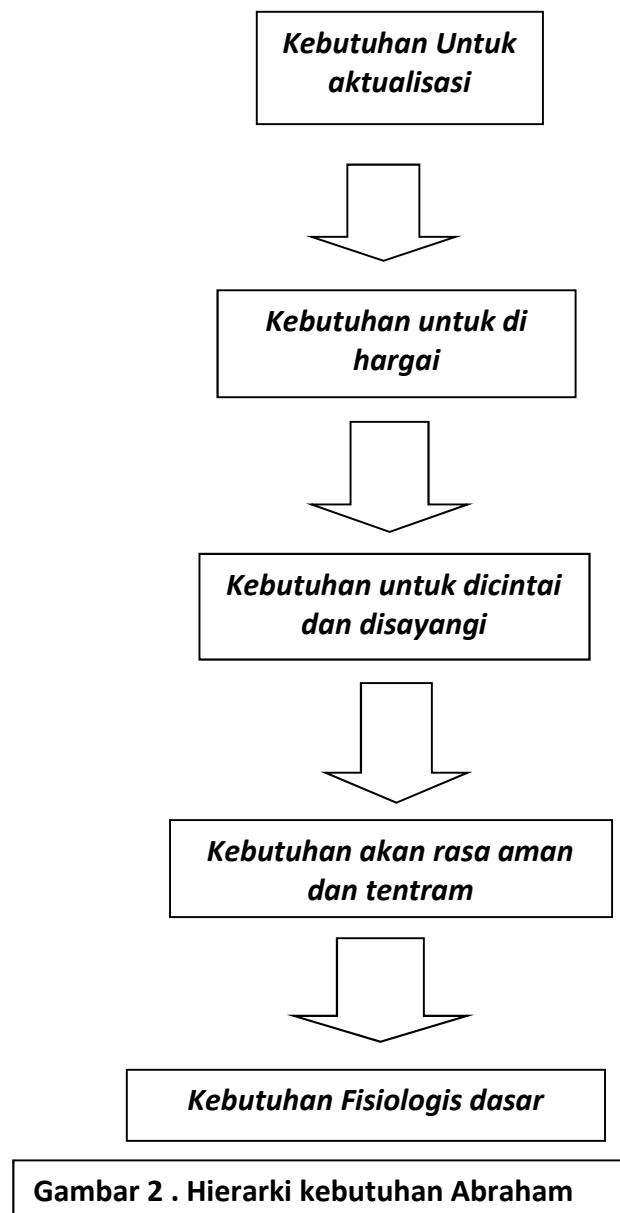 Kebutuhan Untuk
aktualisasi
Kebutuhan untuk di
hargai
Kebutuhan untuk dicintai
dan disayangi
Kebutuhan akan rasa aman
dan tentram
Kebutuhan Fisiologis dasar
Gambar 2 . Hierarki kebutuhan Abraham